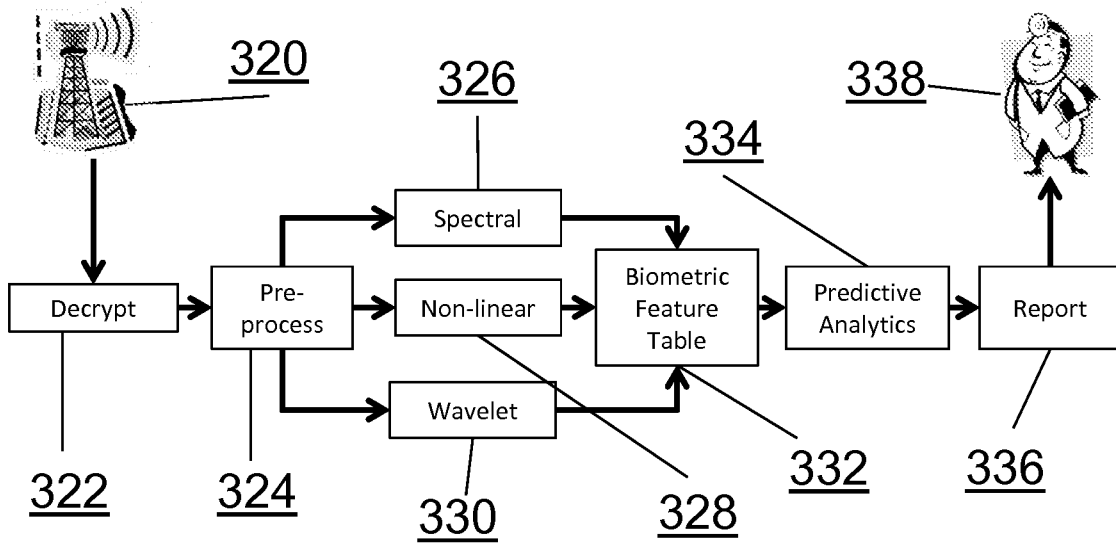 320
326
338
334
Spectral
Decrypt
Pre-
process
Non-linear
Biometric
Feature
Table
Predictive
Analytics
Report
Wavelet
322
324
330
328
332
336